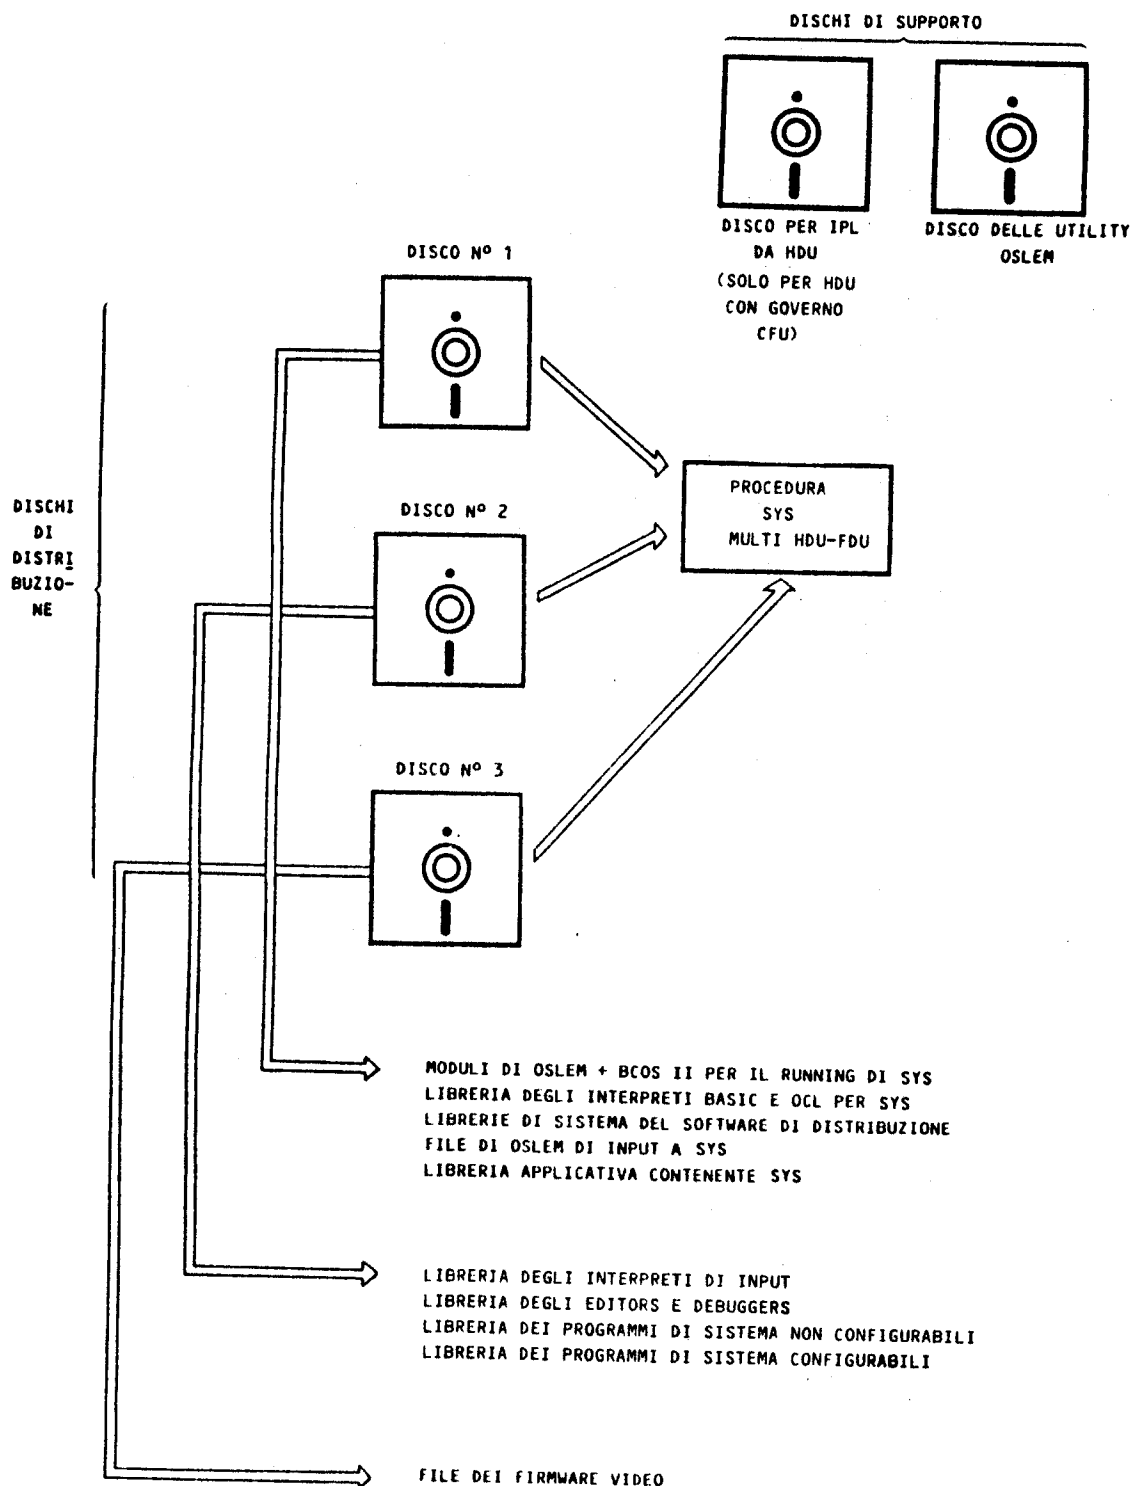 DISCHI DI SUPPORTO
DISCO PER IPL
DA HDU
(SOLO PER HDU
CON GOVERNO
CFU)
DISCO DELLE UTILITY
OSLEM
DISCHI
DI
DISTRI
BUZIO-
NE
DISCO Nº 1
DISCO Nº 2
DISCO Nº 3
PROCEDURA
SYS
MULTI HDU-FDU
MODULI DI OSLEM + BCOS II PER IL RUNNING DI SYS
LIBRERIA DEGLI INTERPRETI BASIC E OCL PER SYS
LIBRERIE DI SISTEMA DEL SOFTWARE DI DISTRIBUZIONE
FILE DI OSLEM DI INPUT A SYS
LIBRERIA APPLICATIVA CONTENENTE SYS
LIBRERIA DEGLI INTERPRETI DI INPUT
LIBRERIA DEGLI EDITORS E DEBUGGERS
LIBRERIA DEI PROGRAMMI DI SISTEMA NON CONFIGURABILI
LIBRERIA DEI PROGRAMMI DI SISTEMA CONFIGURABILI
FILE DEI FIRMWARE VIDEO